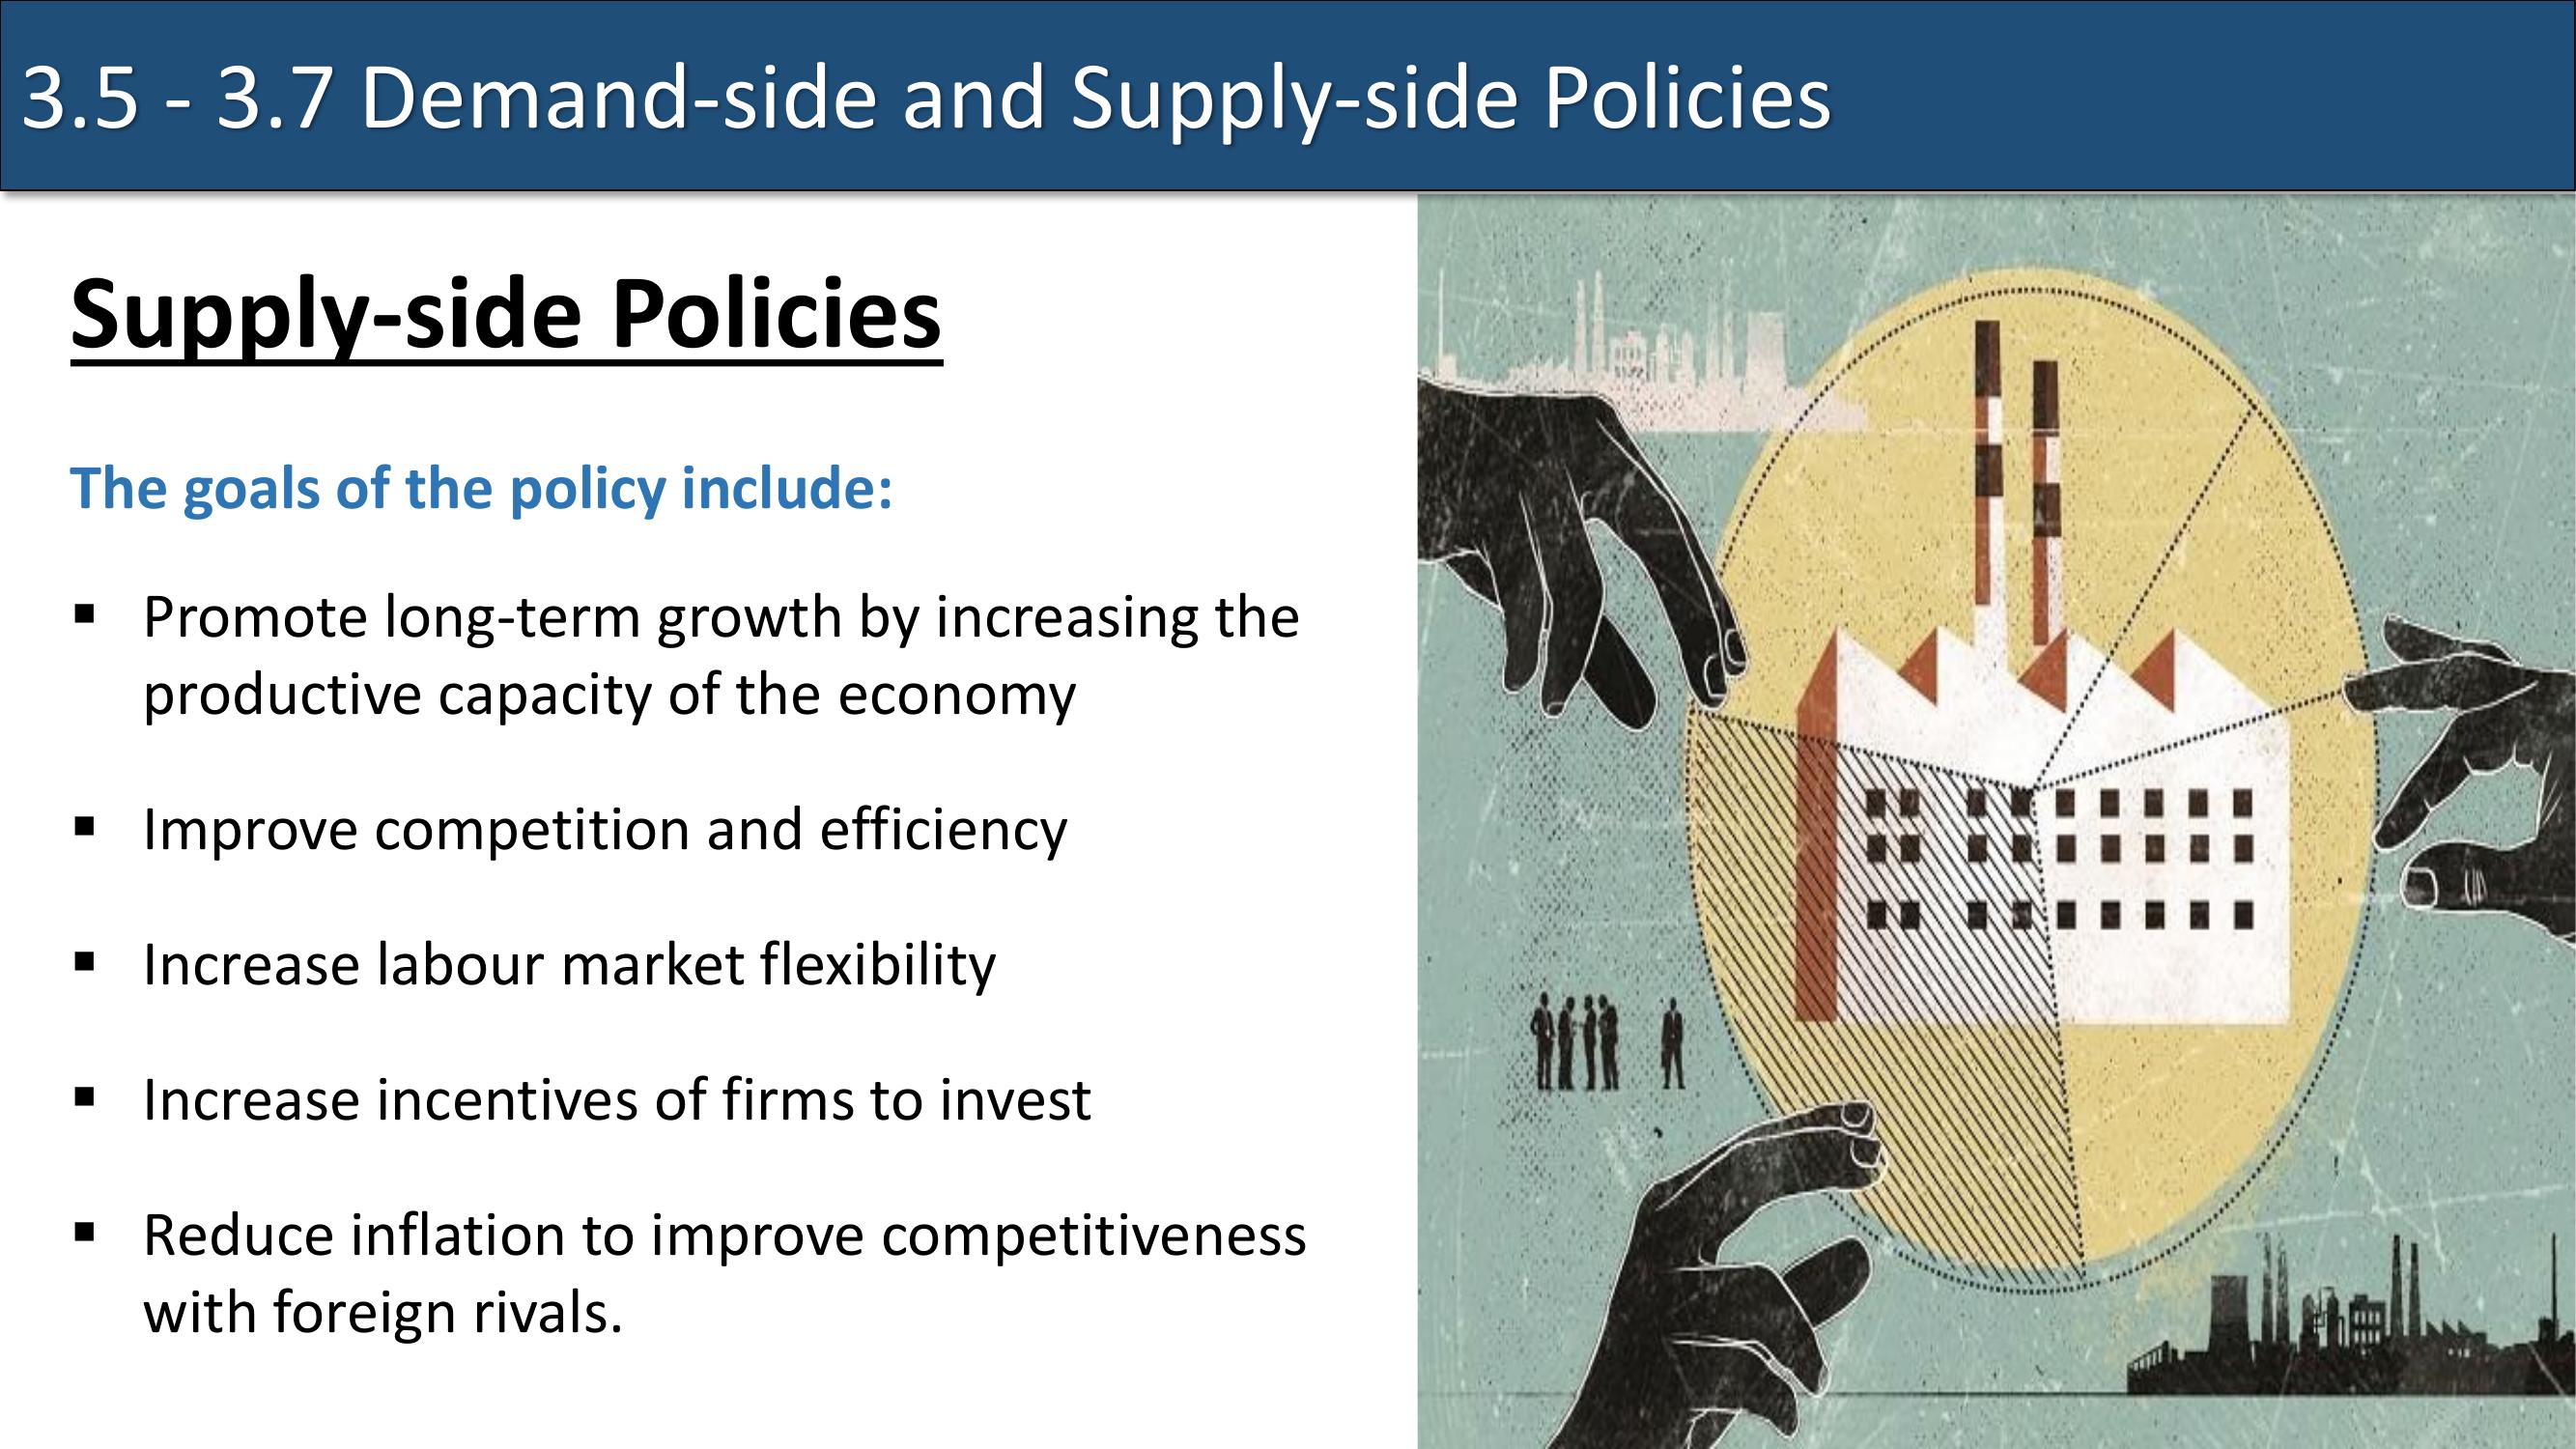 3.5 - 3.7 Demand-side and Supply-side Policies
Supply-side Policies
The goals of the policy include:
▪ Promote long-term growth by increasing the
productive capacity of the economy
▪ Improve competition and efficiency
▪ Increase labour market flexibility
▪ Increase incentives of firms to invest
▪ Reduce inflation to improve competitiveness
with foreign rivals.